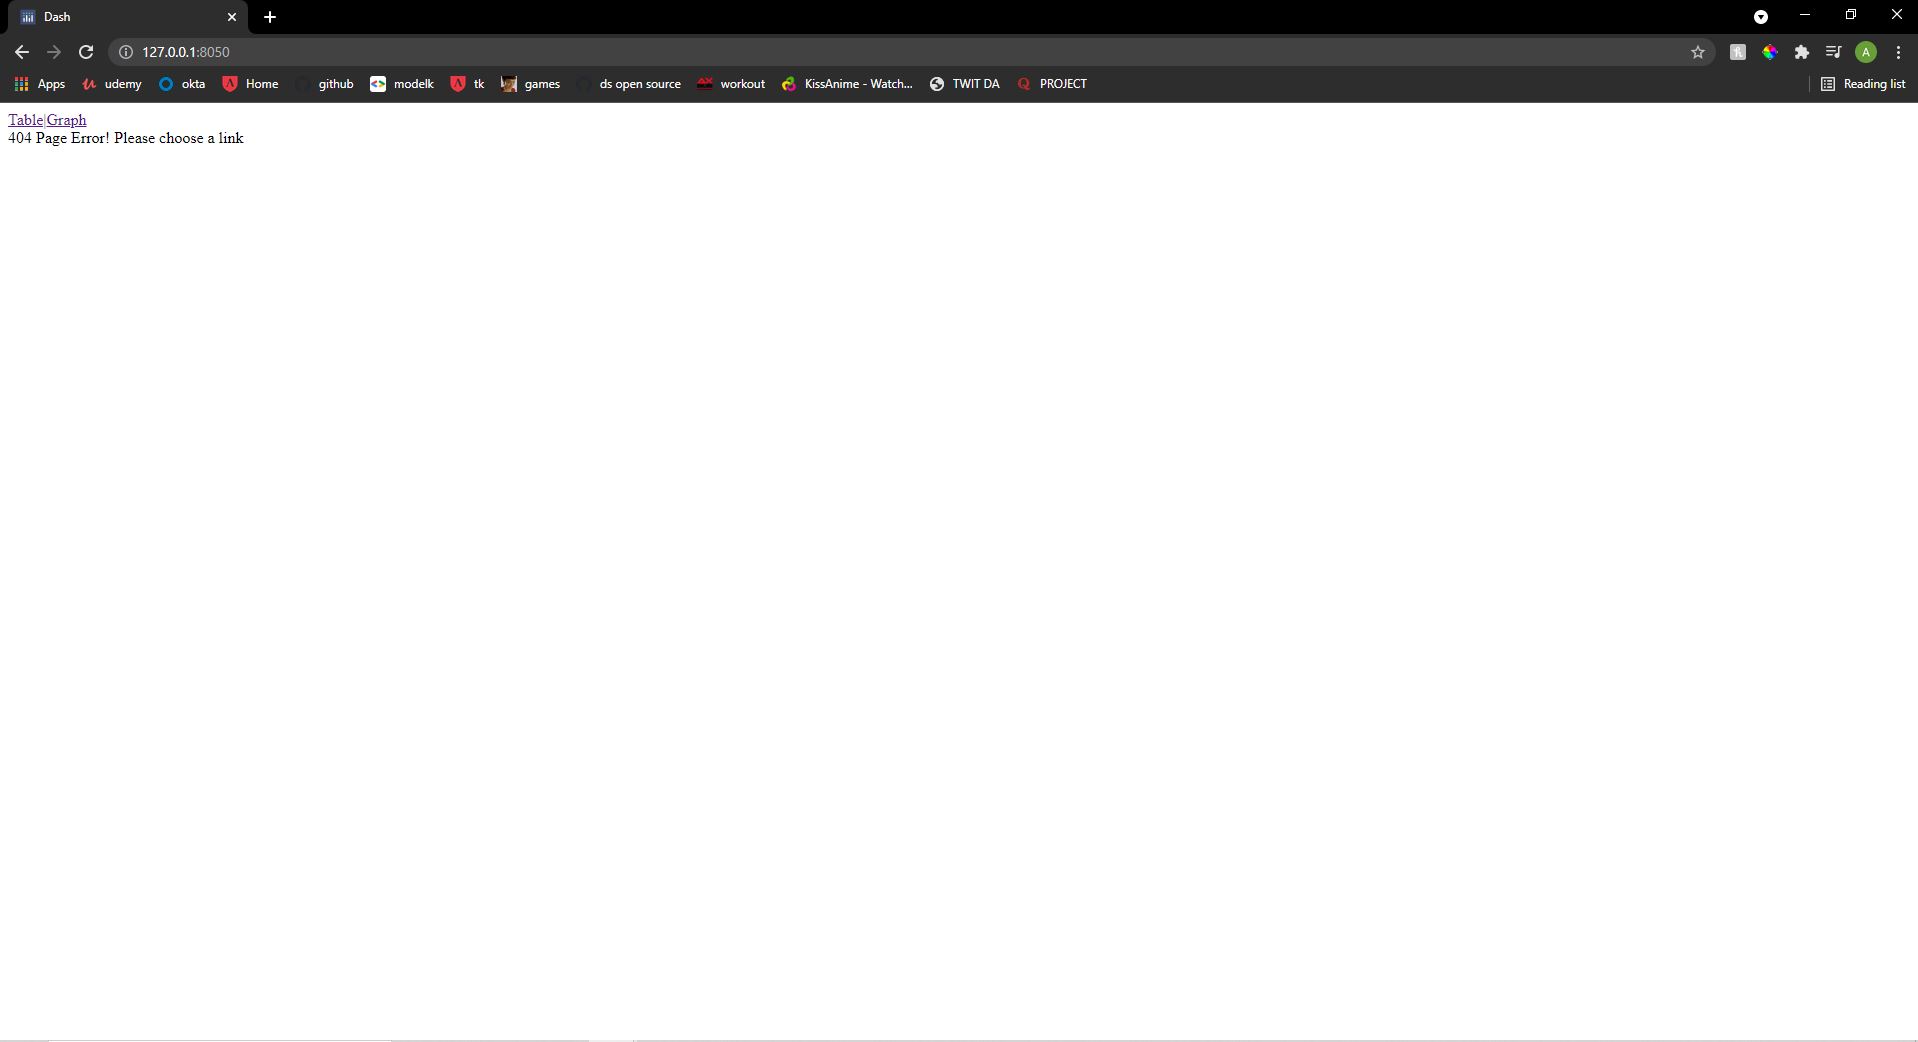 Dash
127.0.0.1:8050
A
Apps udemy okta Home github modelk tk games ds open source workout KissAnime - Watch... TWIT DA PROJECT Reading list
Table|Graph
404 Page Error! Please choose a link